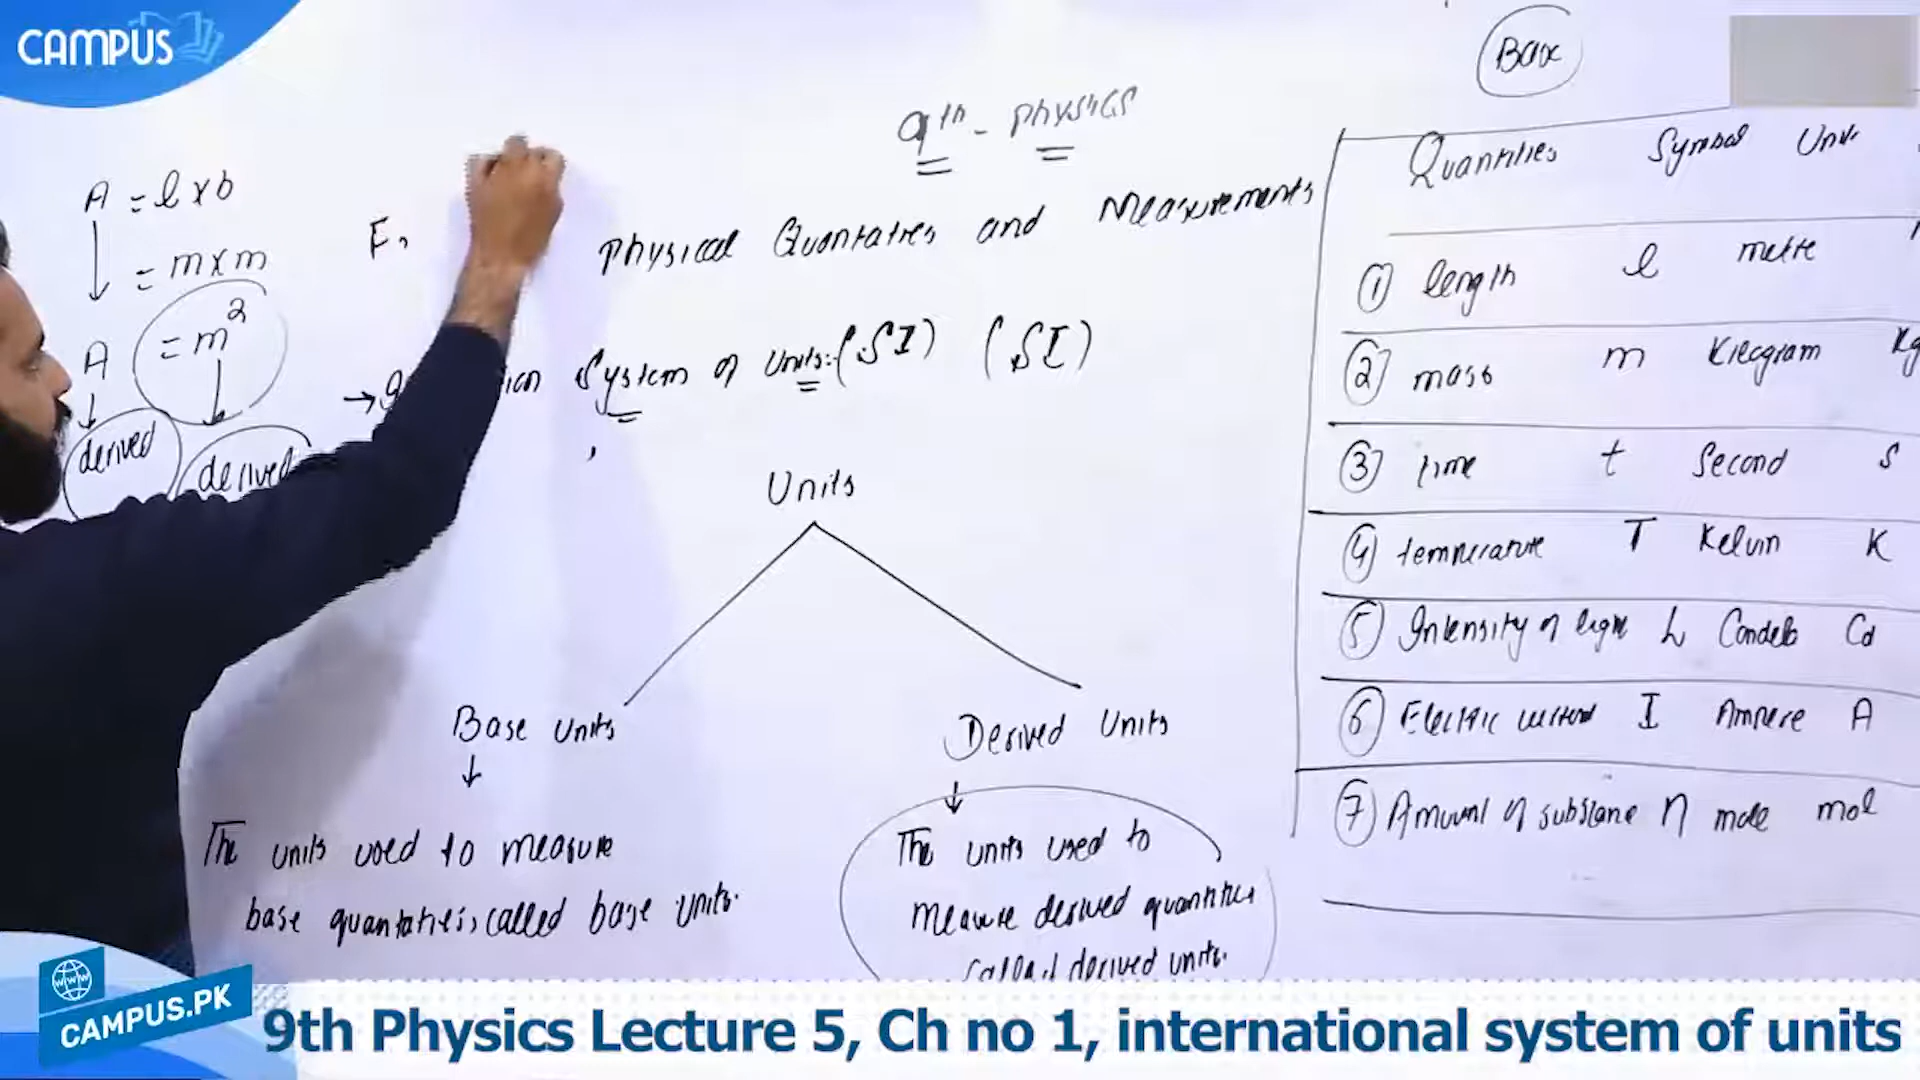 CAMPUS
Base
9th - Physics
A = l x b
= m x m
= m2
A
derived
derived
F,
Physical Quantaties and Measurements
System of Units:- (SI) (SI)
Units
Base Units
The units used to measure
base quantaties, called base units.
Derived Units
The units used to
measure derived quantities
called derived units.
Quantities Symbol Unit
1 length l metre
2 mass m Kilogram Kg
3 time t Second s
4 temperature T Kelvin K
5 Intensity of light L Candela Cd
6 Electric current I Ampere A
7 Amount of substance n mole mol
www
CAMPUS.PK
9th Physics Lecture 5, Ch no 1, international system of units